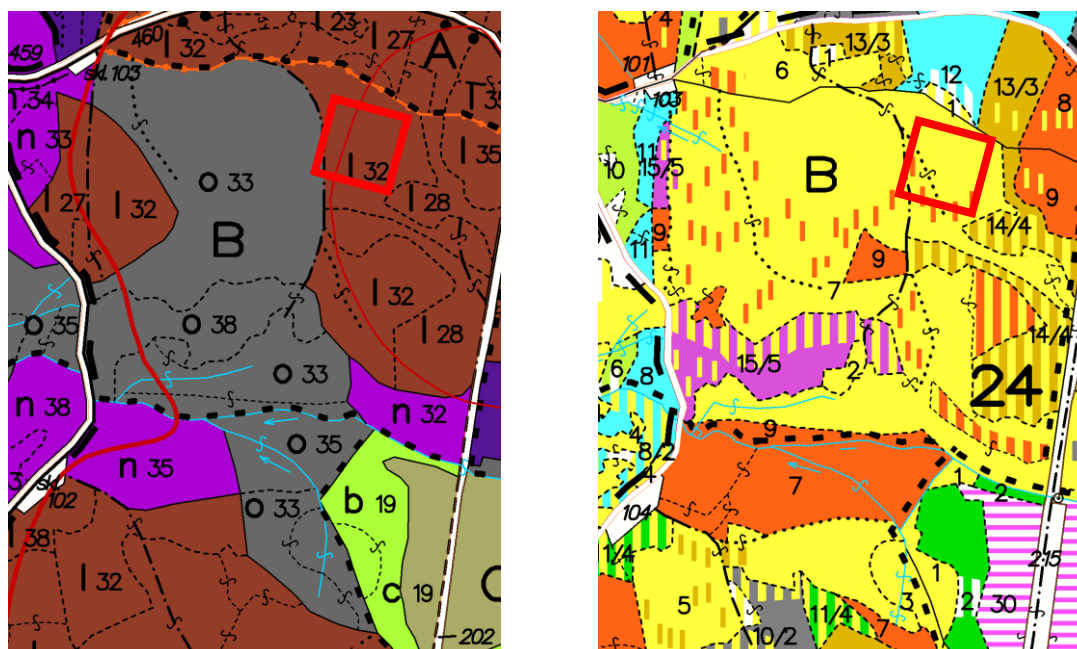 459
460
l 32
l 23
l 27
A
skl. 103
n 34
n 33
l 35
l 32
l 35
O 33
l 27
l 32
l 28
B
l 32
O 35
O 38
l 28
O 33
n 38
n 32
O 35
n 35
b 19
skl.
102
O 33
l 38
l 32
c 19
C
202
4
13/3
6
1
101
12
13/3
103
1
8
11
10
15/5
B
9
9
14/4
11
9
7
14/4
15/5
6
8
2
24
4
9
8/2
4
7
1
2
104
1/4
1
2:15
5
3
2
30
11/4
10/2
7